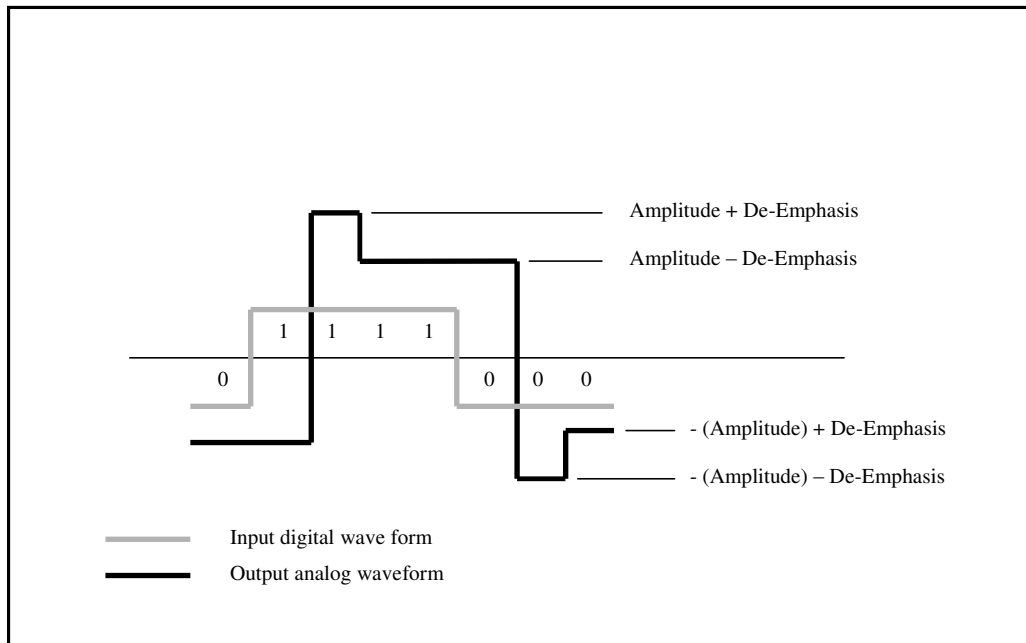 Amplitude + De-Emphasis
Amplitude – De-Emphasis
1 1 1 1
0 0 0 0
- (Amplitude) + De-Emphasis
- (Amplitude) – De-Emphasis
Input digital wave form
Output analog waveform